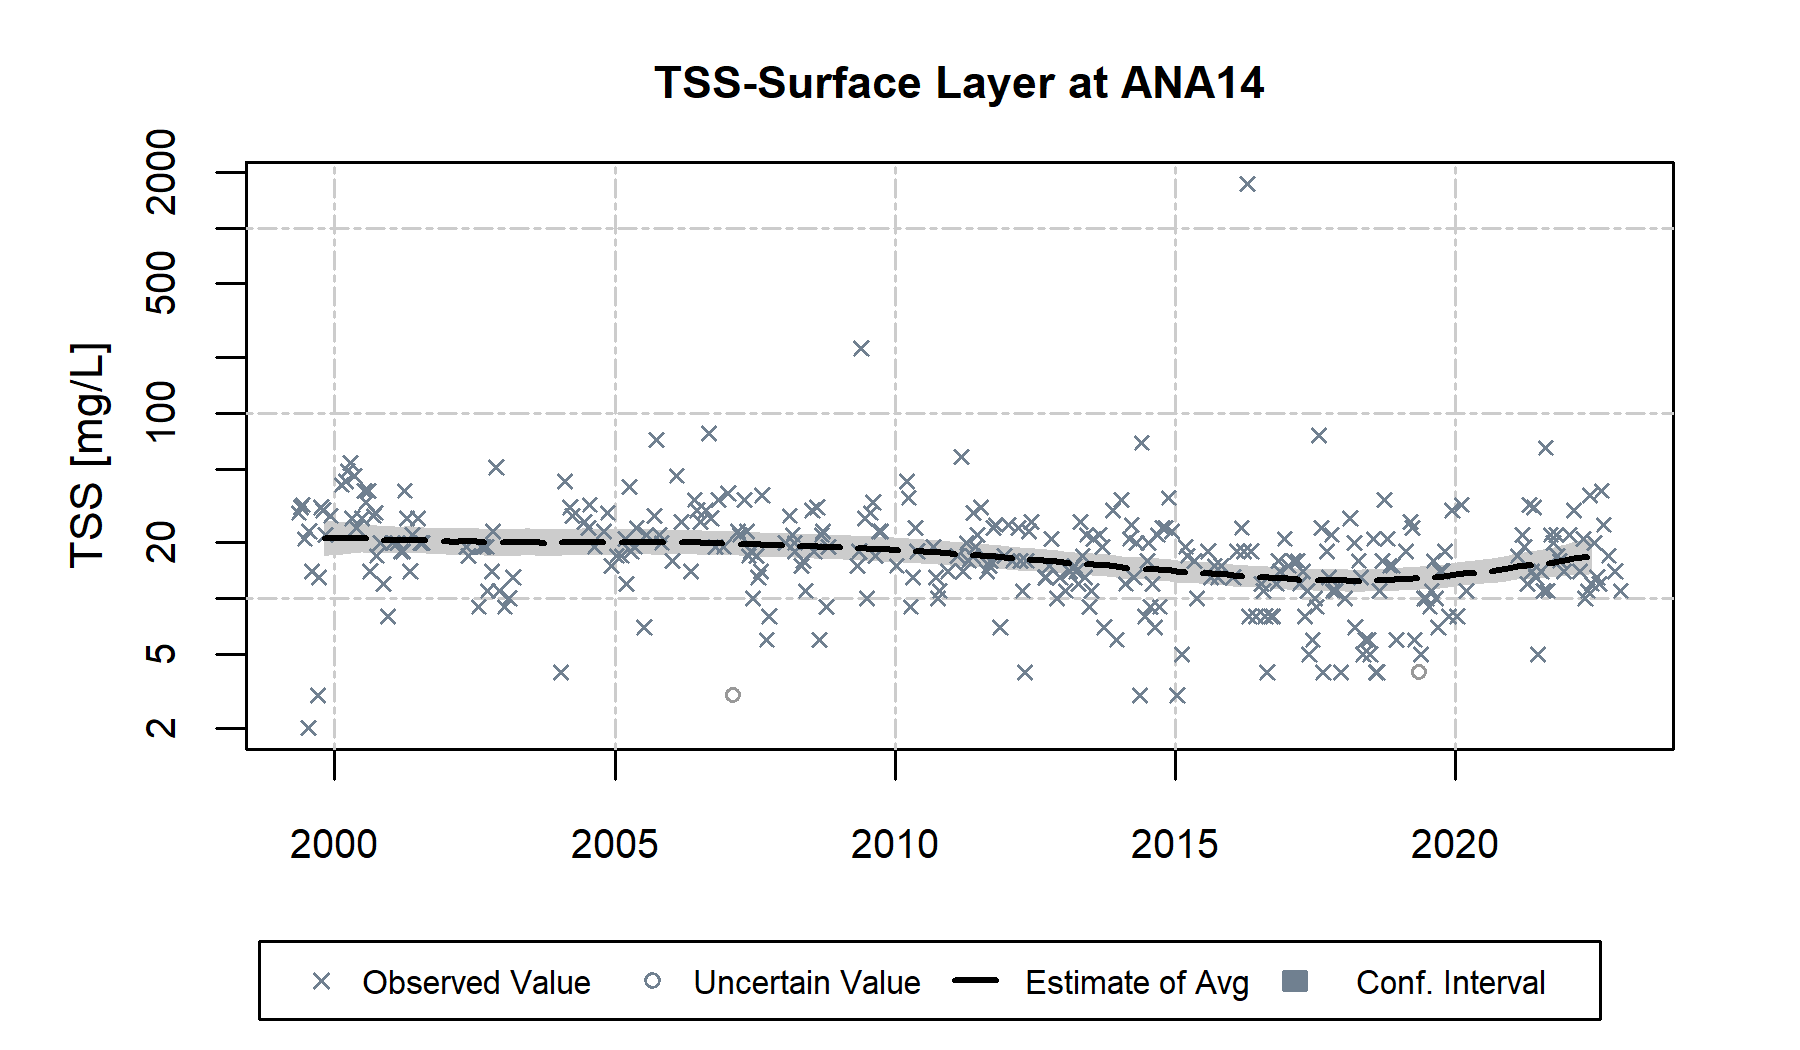 TSS-Surface Layer at ANA14
TSS [mg/L]
2000
500
100
20
5
2
2000 2005 2010 2015 2020
Observed Value Uncertain Value Estimate of Avg Conf. Interval